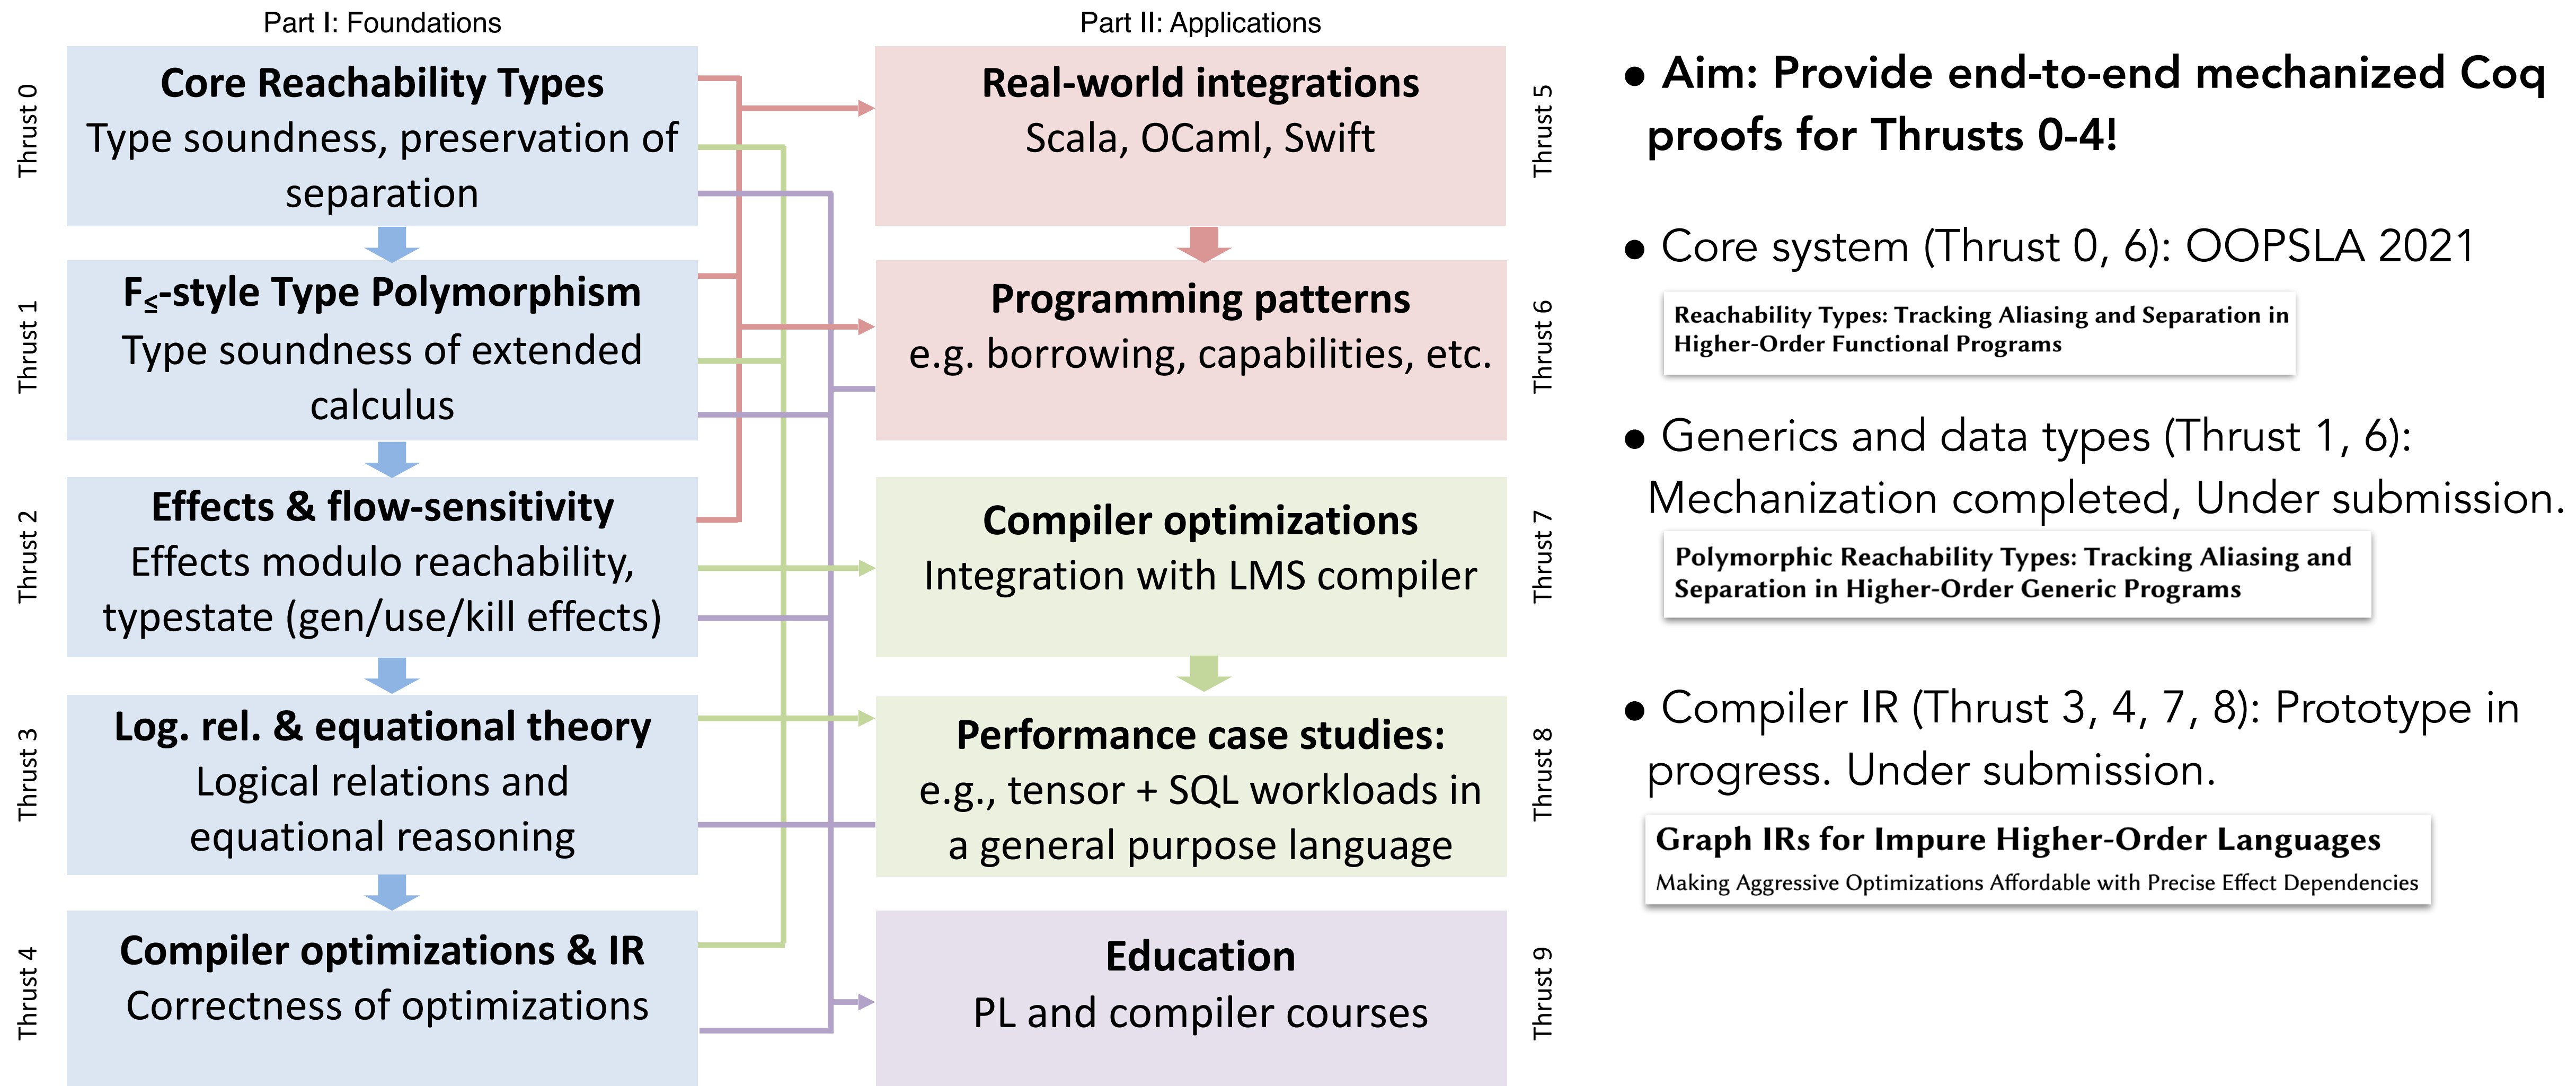 Part I: Foundations
Thrust 0
Core Reachability Types
Type soundness, preservation of
separation
Thrust 1
F≤-style Type Polymorphism
Type soundness of extended
calculus
Thrust 2
Effects & flow-sensitivity
Effects modulo reachability,
typestate (gen/use/kill effects)
Thrust 3
Log. rel. & equational theory
Logical relations and
equational reasoning
Thrust 4
Compiler optimizations & IR
Correctness of optimizations
Part II: Applications
Real-world integrations
Scala, OCaml, Swift
Thrust 5
Programming patterns
e.g. borrowing, capabilities, etc.
Thrust 6
Compiler optimizations
Integration with LMS compiler
Thrust 7
Performance case studies:
e.g., tensor + SQL workloads in
a general purpose language
Thrust 8
Education
PL and compiler courses
Thrust 9
• Aim: Provide end-to-end mechanized Coq
proofs for Thrusts 0-4!
• Core system (Thrust 0, 6): OOPSLA 2021
Reachability Types: Tracking Aliasing and Separation in
Higher-Order Functional Programs
• Generics and data types (Thrust 1, 6):
Mechanization completed, Under submission.
Polymorphic Reachability Types: Tracking Aliasing and
Separation in Higher-Order Generic Programs
• Compiler IR (Thrust 3, 4, 7, 8): Prototype in
progress. Under submission.
Graph IRs for Impure Higher-Order Languages
Making Aggressive Optimizations Affordable with Precise Effect Dependencies